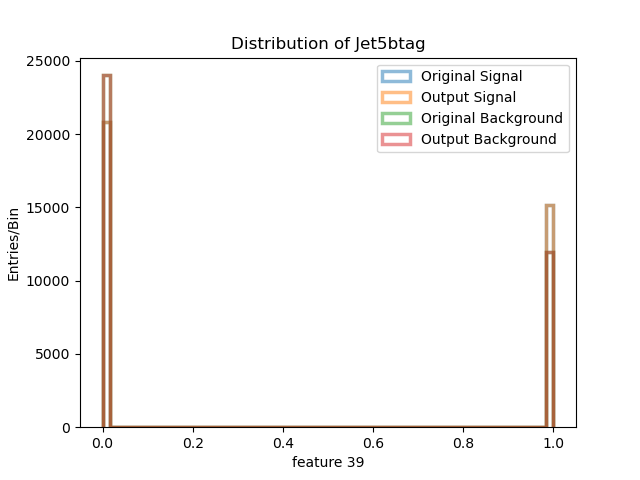 Distribution of Jet5btag
Original Signal
Output Signal
Original Background
Output Background
Entries/Bin
25000
20000
15000
10000
5000
0
0.0 0.2 0.4 0.6 0.8 1.0
feature 39